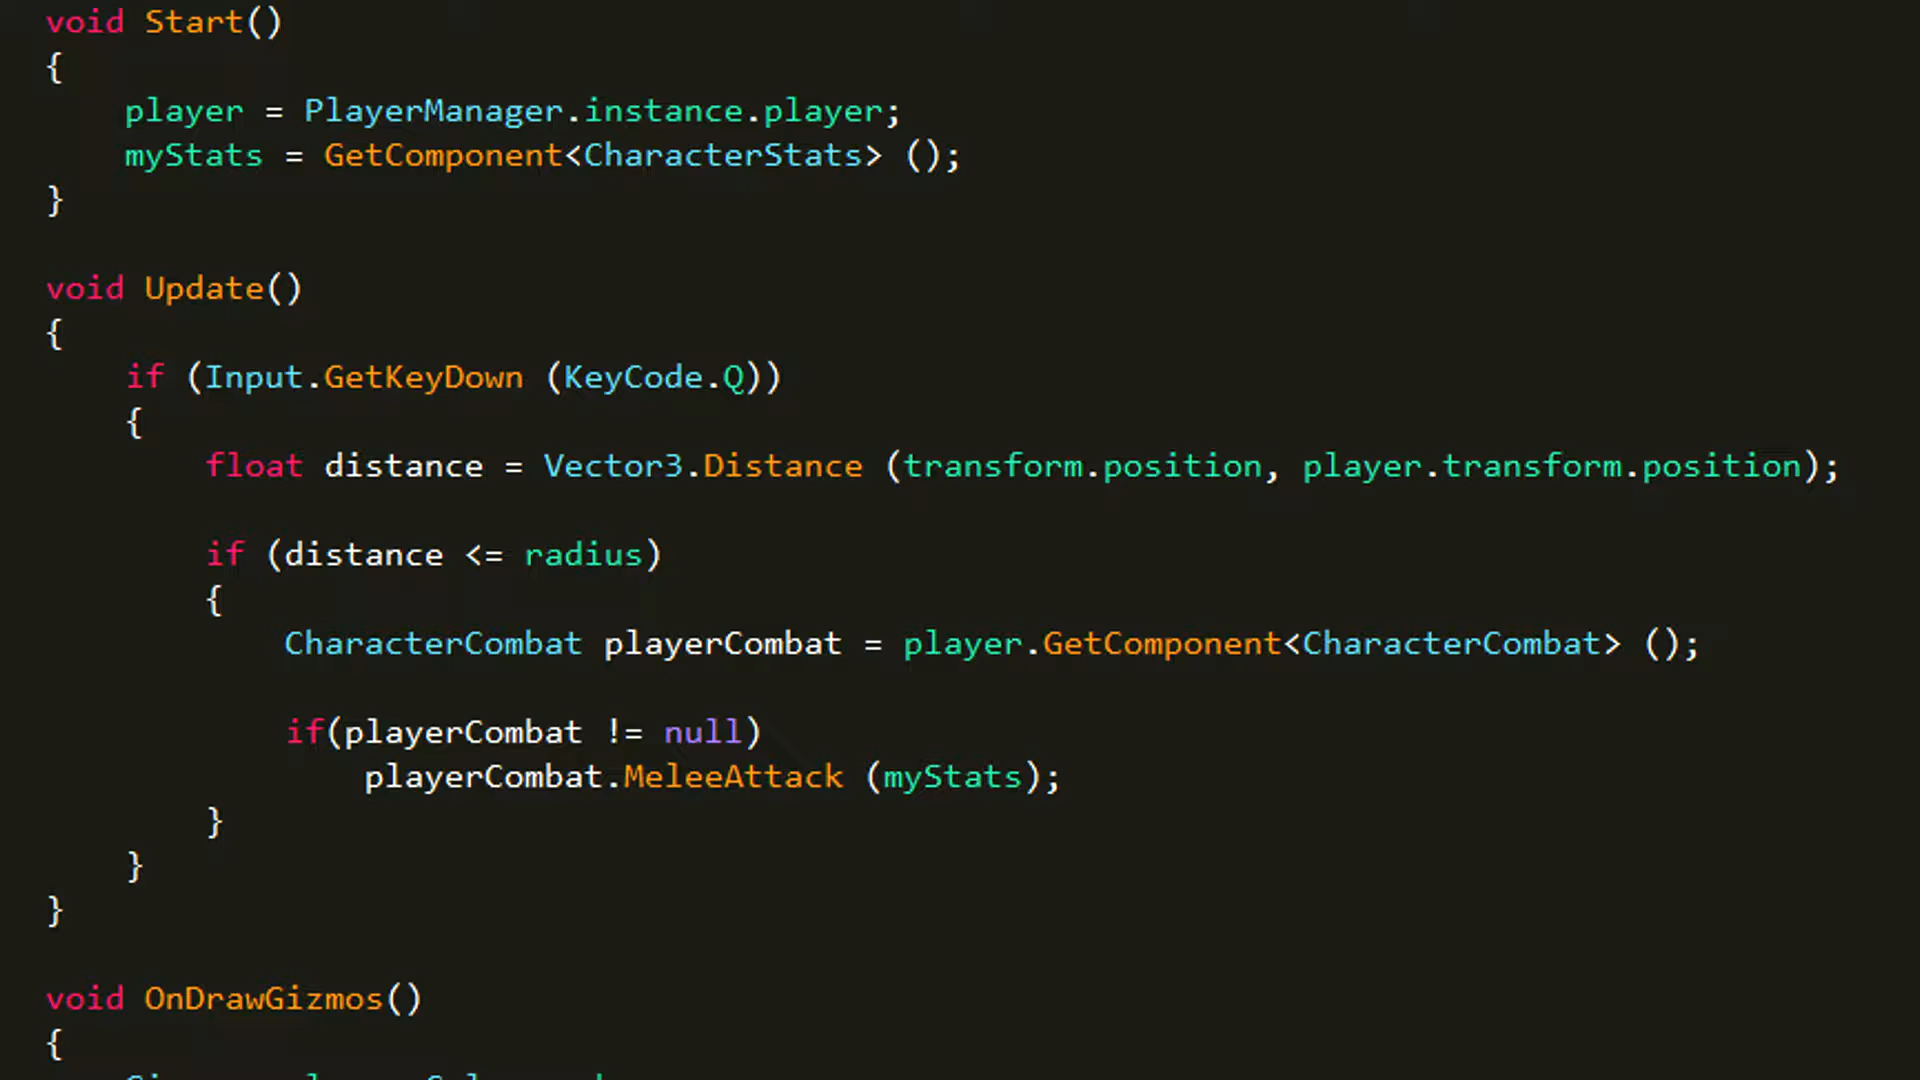 void Start()
{
    player = PlayerManager.instance.player;
    myStats = GetComponent<CharacterStats> ();
}

void Update()
{
    if (Input.GetKeyDown (KeyCode.Q))
    {
        float distance = Vector3.Distance (transform.position, player.transform.position);

        if (distance <= radius)
        {
            CharacterCombat playerCombat = player.GetComponent<CharacterCombat> ();

            if(playerCombat != null)
                playerCombat.MeleeAttack (myStats);
        }
    }
}

void OnDrawGizmos()
{